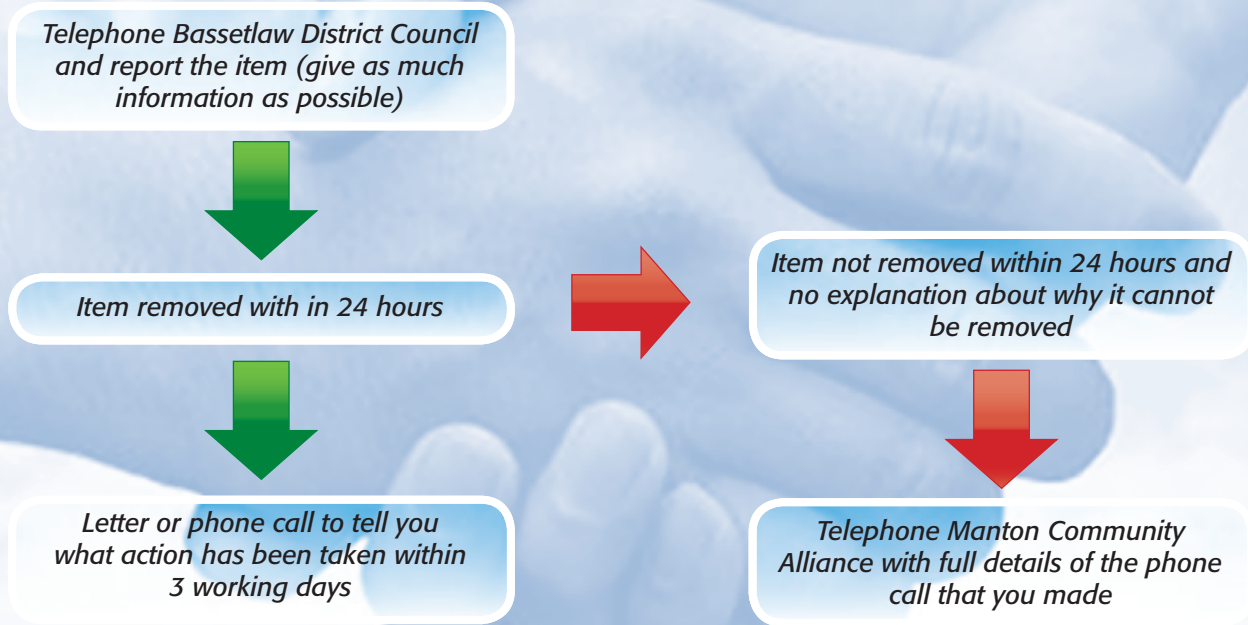 Telephone Bassetlaw District Council
and report the item (give as much
information as possible)
Item removed with in 24 hours
Item not removed within 24 hours and
no explanation about why it cannot
be removed
Letter or phone call to tell you
what action has been taken within
3 working days
Telephone Manton Community
Alliance with full details of the phone
call that you made